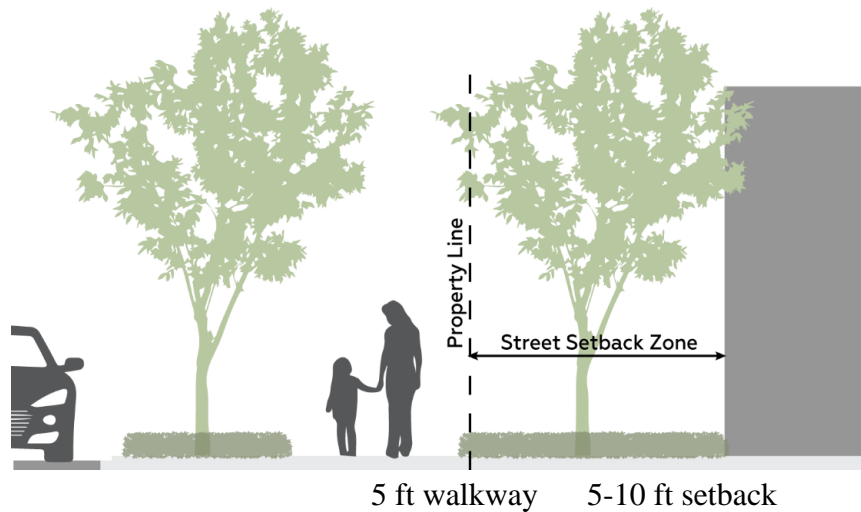 Property Line
Street Setback Zone
5 ft walkway
5-10 ft setback